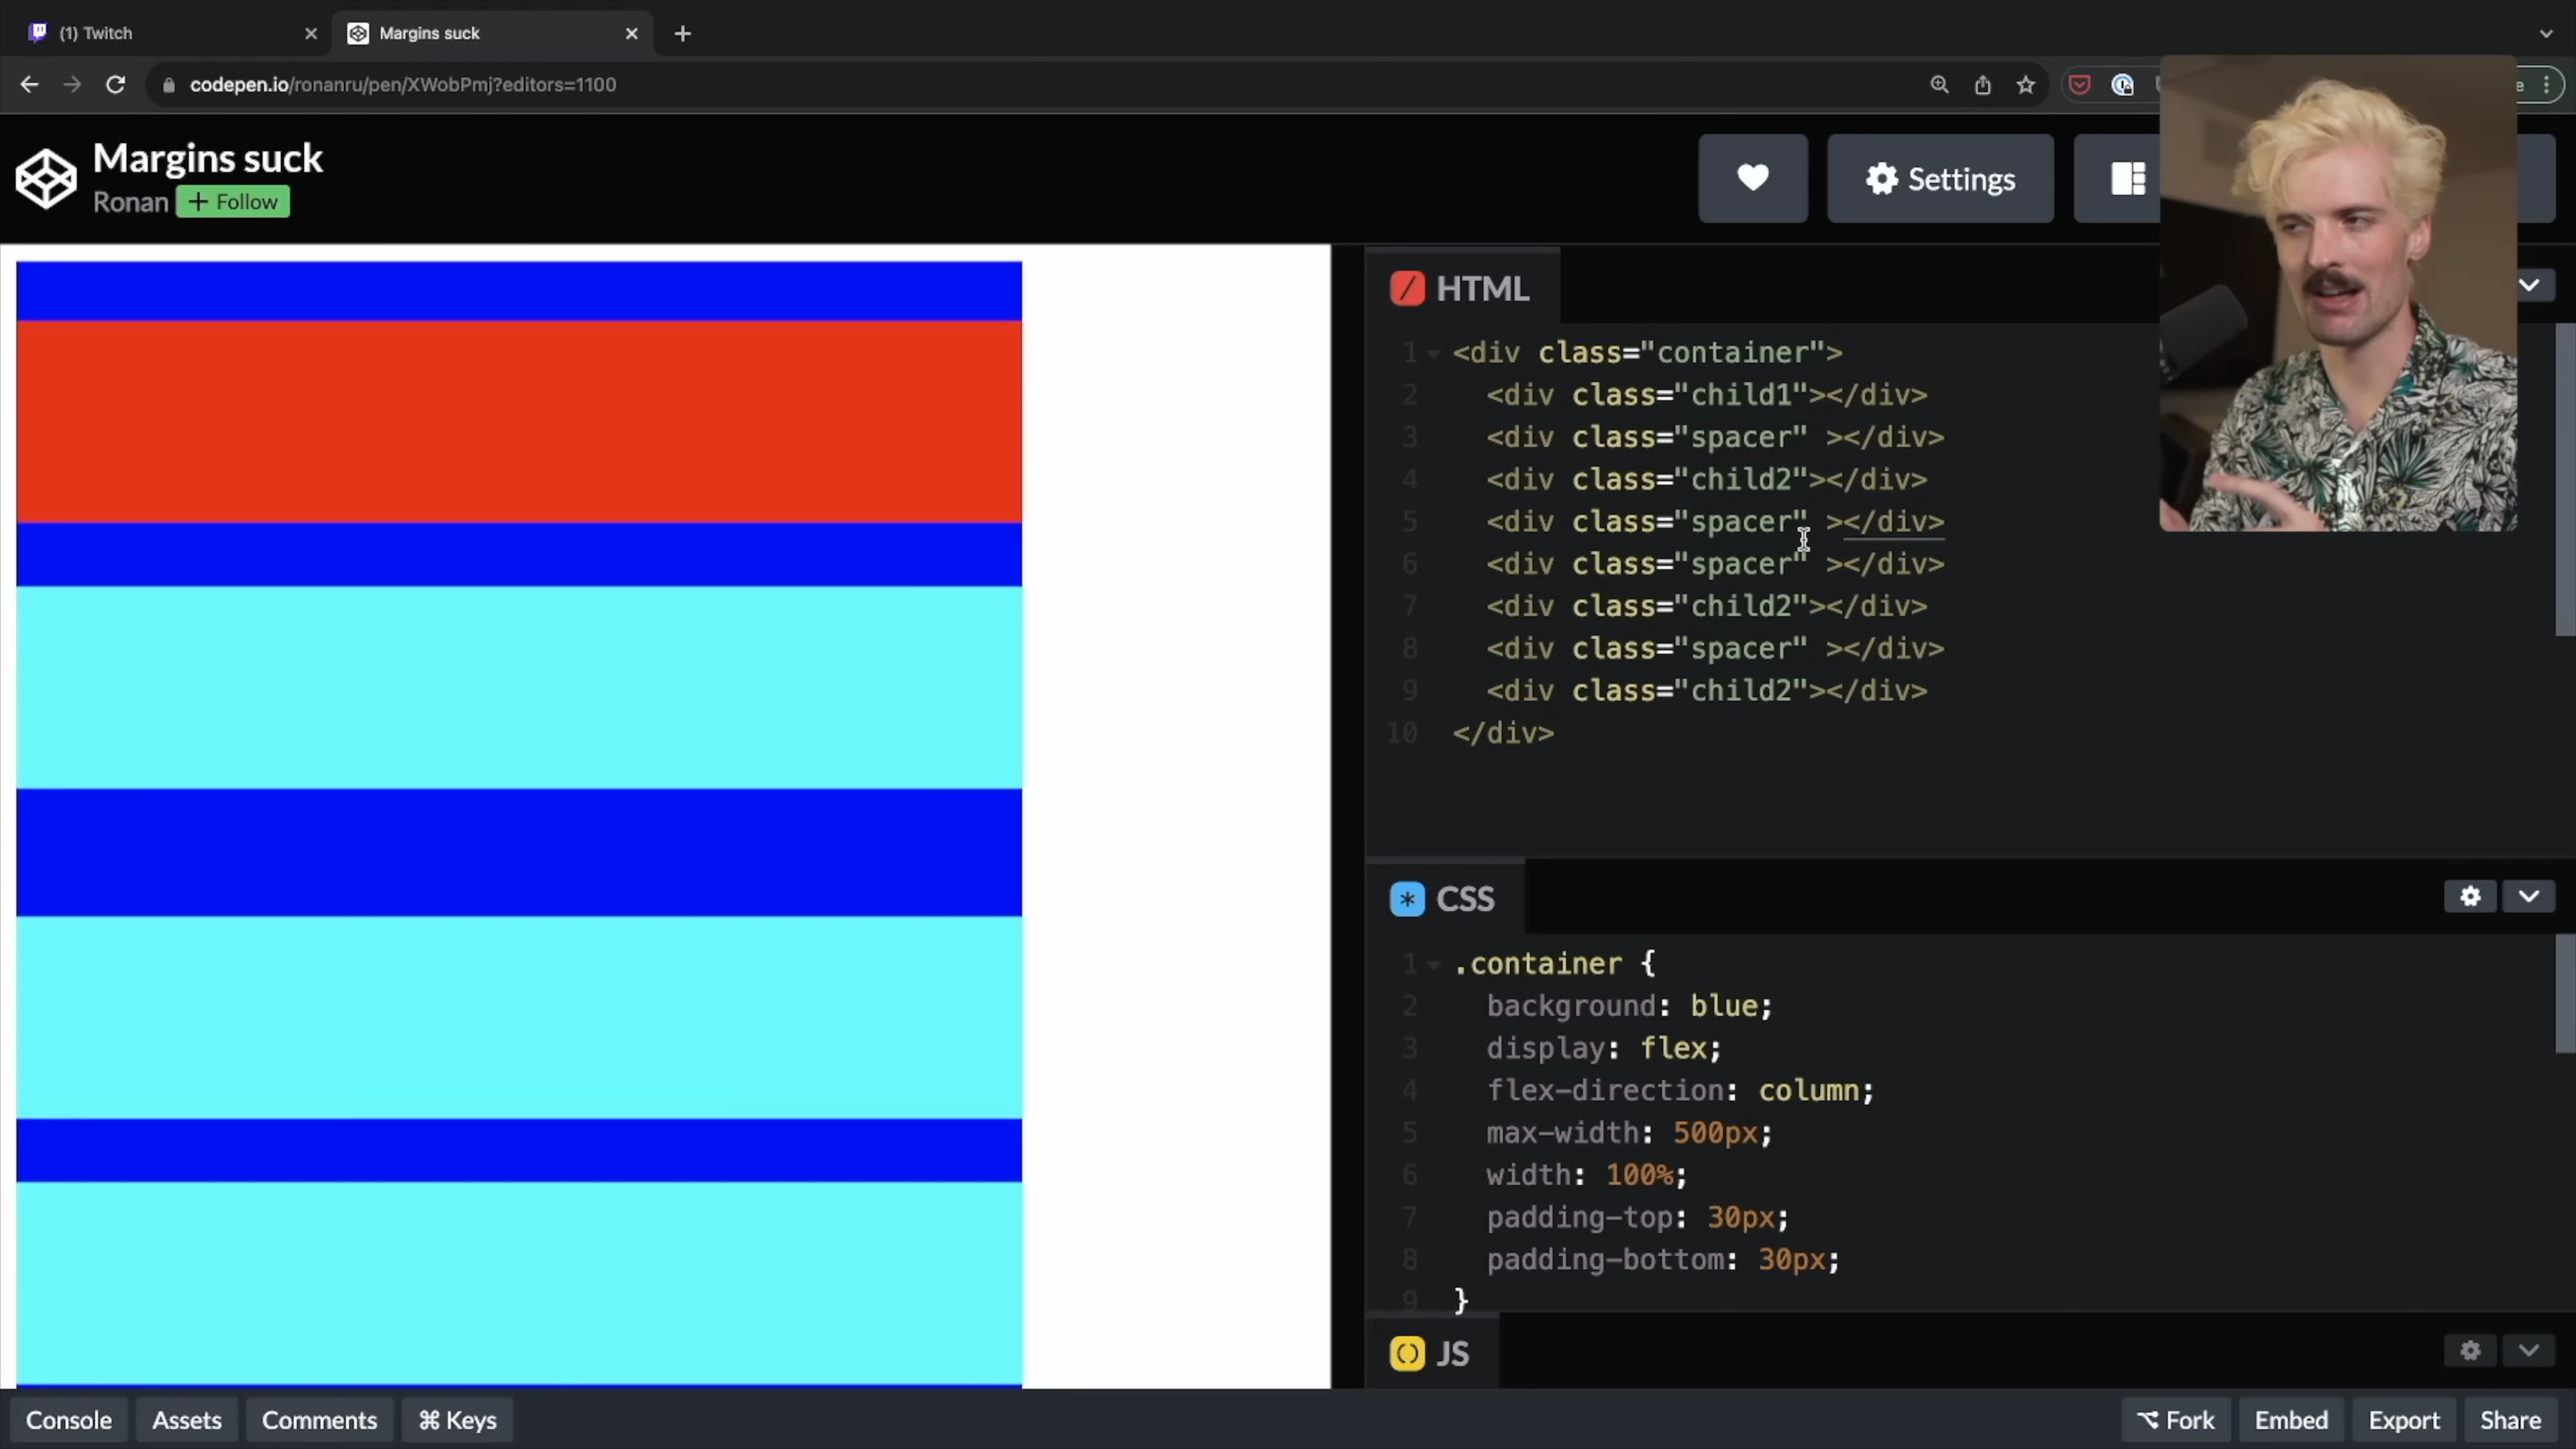 (1) Twitch
Margins suck
codepen.io/ronanru/pen/XWobPmj?editors=1100
e
Margins suck
Ronan
+ Follow
Settings
HTML
1 <div class="container">
2 <div class="child1"></div>
3 <div class="spacer" ></div>
4 <div class="child2"></div>
5 <div class="spacer" ></div>
6 <div class="spacer" ></div>
7 <div class="child2"></div>
8 <div class="spacer" ></div>
9 <div class="child2"></div>
10 </div>
CSS
1 .container {
2 background: blue;
3 display: flex;
4 flex-direction: column;
5 max-width: 500px;
6 width: 100%;
7 padding-top: 30px;
8 padding-bottom: 30px;
9 }
JS
Console Assets Comments ⌘ Keys
⌥ Fork Embed Export Share